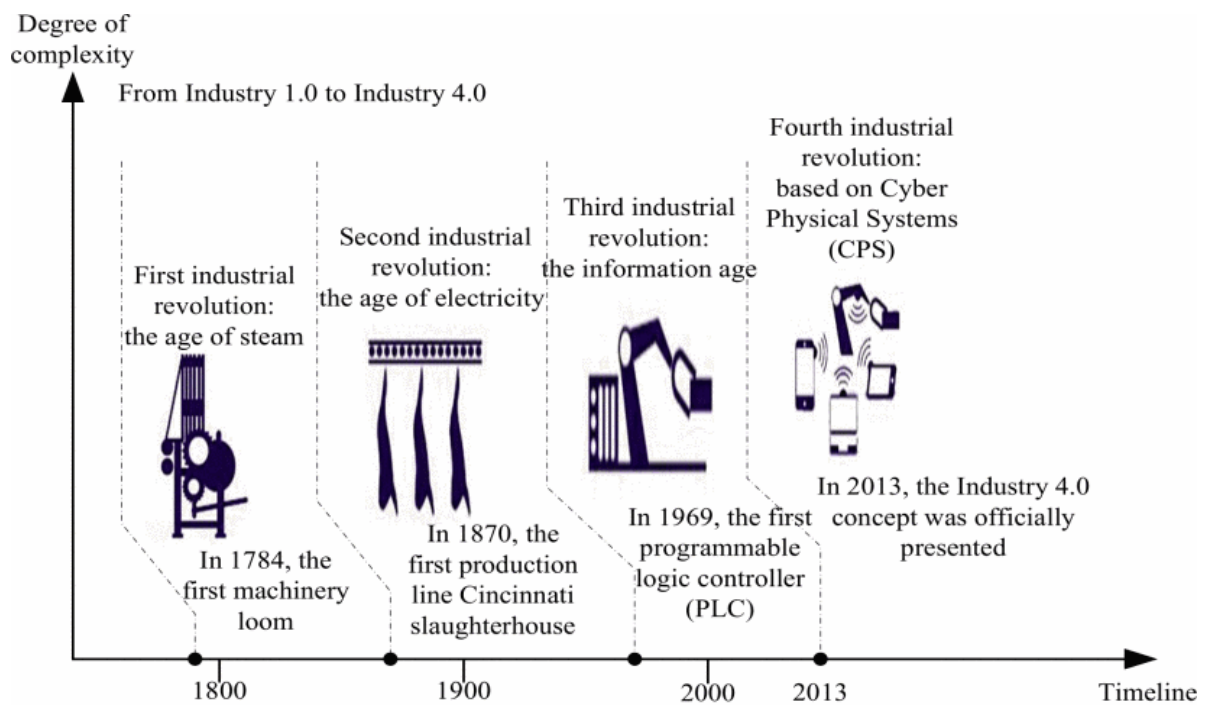 Degree of
complexity
From Industry 1.0 to Industry 4.0
First industrial
revolution:
the age of steam
In 1784, the
first machinery
loom
Second industrial
revolution:
the age of electricity
In 1870, the
first production
line Cincinnati
slaughterhouse
Third industrial
revolution:
the information age
In 1969, the first
programmable
logic controller
(PLC)
Fourth industrial
revolution:
based on Cyber
Physical Systems
(CPS)
In 2013, the Industry 4.0
concept was officially
presented
1800
1900
2000
2013
Timeline